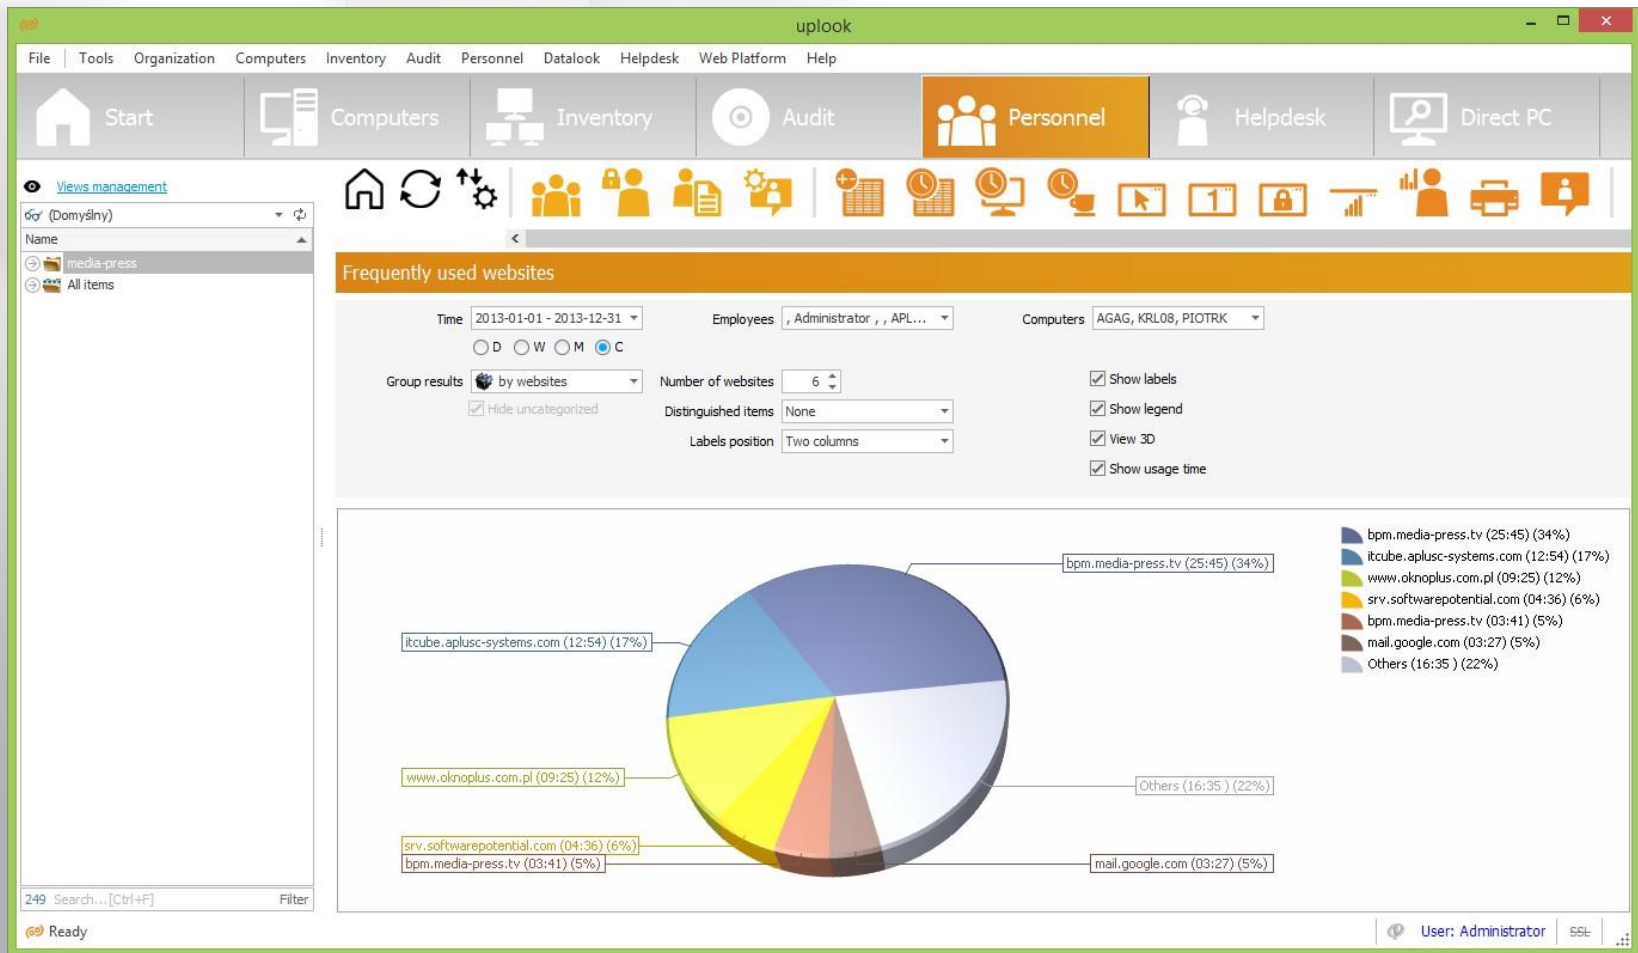 uplook
File Tools Organization Computers Inventory Audit Personnel Datalook Helpdesk Web Platform Help
Start Computers Inventory Audit Personnel Helpdesk Direct PC
Views management
(Domyślny)
Name
media-press
All items
Frequently used websites
Time 2013-01-01 - 2013-12-31 Employees , Administrator , , APL... Computers AGAG, KRL08, PIOTRK
D W M C
Group results by websites Number of websites 6 Show labels
Hide uncategorized Distinguished items None Show legend
Labels position Two columns View 3D
Show usage time
bpm.media-press.tv (25:45) (34%)
itcube.aplusc-systems.com (12:54) (17%)
www.oknoplus.com.pl (09:25) (12%)
srv.softwarepotential.com (04:36) (6%)
bpm.media-press.tv (03:41) (5%)
mail.google.com (03:27) (5%)
Others (16:35 ) (22%)
bpm.media-press.tv (25:45) (34%)
itcube.aplusc-systems.com (12:54) (17%)
www.oknoplus.com.pl (09:25) (12%)
Others (16:35 ) (22%)
srv.softwarepotential.com (04:36) (6%)
bpm.media-press.tv (03:41) (5%)
mail.google.com (03:27) (5%)
249 Search...[Ctrl+F] Filter
Ready User: Administrator SSL